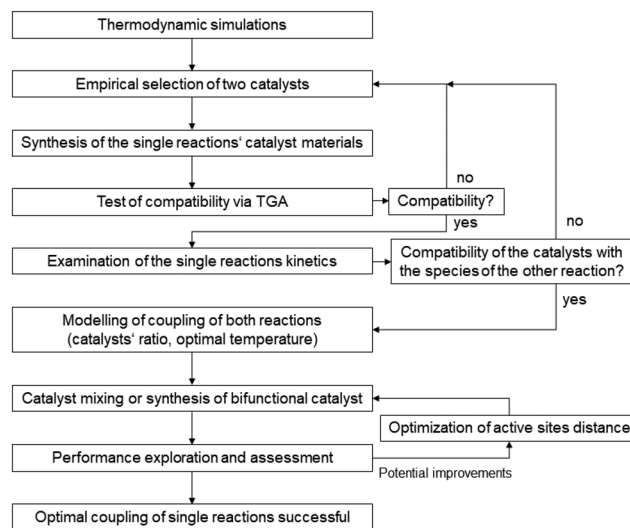 Thermodynamic simulations
Empirical selection of two catalysts
Synthesis of the single reactions‘ catalyst materials
no
Test of compatibility via TGA
Compatibility?
yes
no
Examination of the single reactions kinetics
Compatibility of the catalysts with
the species of the other reaction?
yes
Modelling of coupling of both reactions
(catalysts‘ ratio, optimal temperature)
Catalyst mixing or synthesis of bifunctional catalyst
Optimization of active sites distance
Performance exploration and assessment
Potential improvements
Optimal coupling of single reactions successful